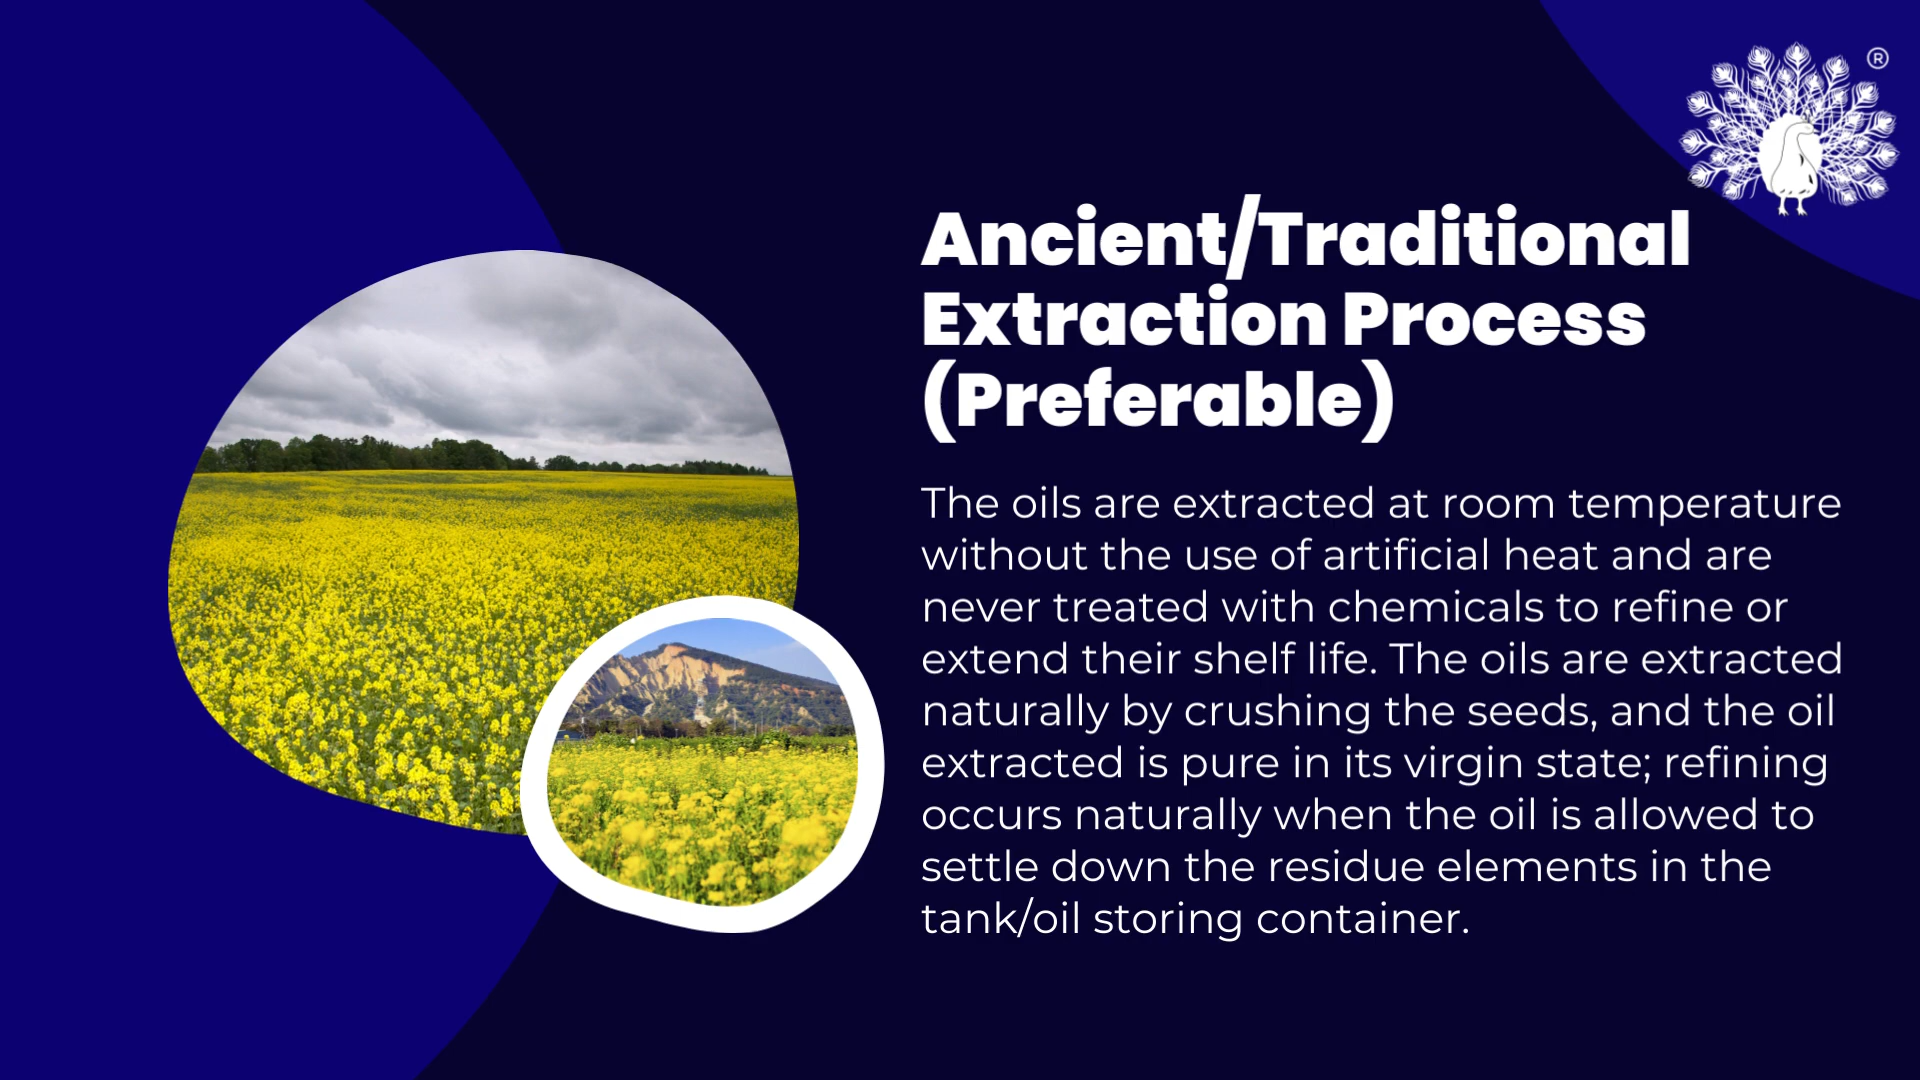 ®
Ancient/Traditional
Extraction Process
(Preferable)
The oils are extracted at room temperature
without the use of artificial heat and are
never treated with chemicals to refine or
extend their shelf life. The oils are extracted
naturally by crushing the seeds, and the oil
extracted is pure in its virgin state; refining
occurs naturally when the oil is allowed to
settle down the residue elements in the
tank/oil storing container.